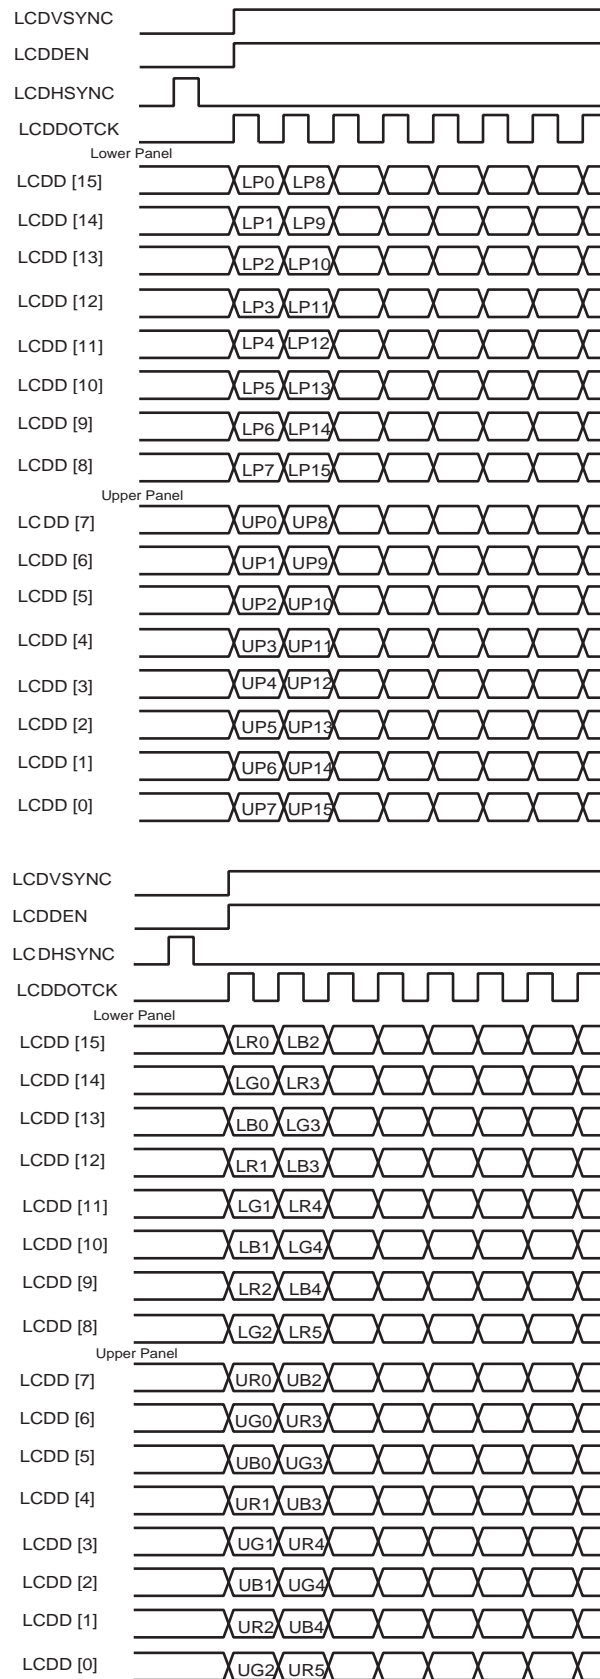 LCDVSYNC
LCDDEN
LCDHSYNC
LCDDOTCK
Lower Panel
LCDD [15] LP0 LP8
LCDD [14] LP1 LP9
LCDD [13] LP2 LP10
LCDD [12] LP3 LP11
LCDD [11] LP4 LP12
LCDD [10] LP5 LP13
LCDD [9] LP6 LP14
LCDD [8] LP7 LP15
Upper Panel
LCDD [7] UP0 UP8
LCDD [6] UP1 UP9
LCDD [5] UP2 UP10
LCDD [4] UP3 UP11
LCDD [3] UP4 UP12
LCDD [2] UP5 UP13
LCDD [1] UP6 UP14
LCDD [0] UP7 UP15
LCDVSYNC
LCDDEN
LCDHSYNC
LCDDOTCK
Lower Panel
LCDD [15] LR0 LB2
LCDD [14] LG0 LR3
LCDD [13] LB0 LG3
LCDD [12] LR1 LB3
LCDD [11] LG1 LR4
LCDD [10] LB1 LG4
LCDD [9] LR2 LB4
LCDD [8] LG2 LR5
Upper Panel
LCDD [7] UR0 UB2
LCDD [6] UG0 UR3
LCDD [5] UB0 UG3
LCDD [4] UR1 UB3
LCDD [3] UG1 UR4
LCDD [2] UB1 UG4
LCDD [1] UR2 UB4
LCDD [0] UG2 UR5